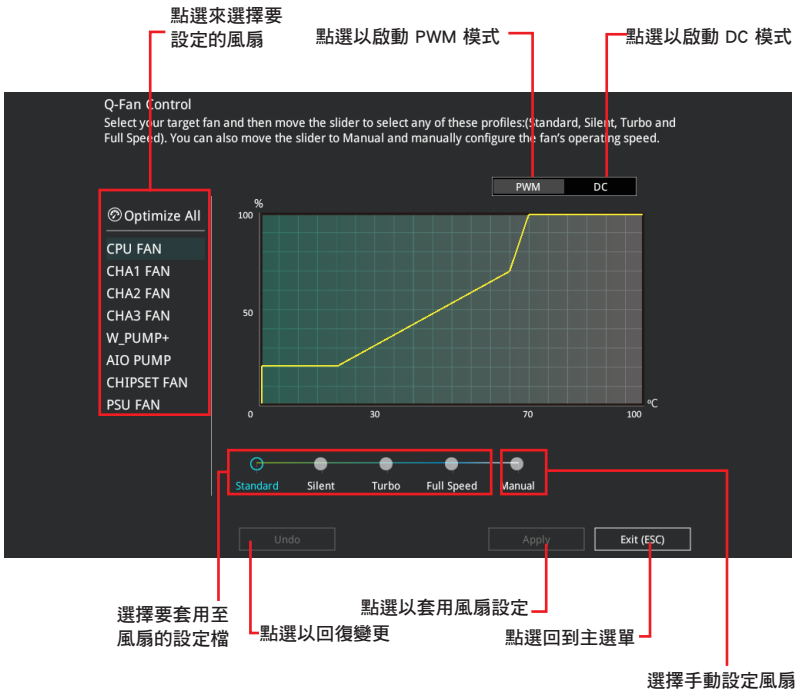 點選來選擇要
設定的風扇
點選以啟動 PWM 模式
點選以啟動 DC 模式
Q-Fan Control
Select your target fan and then move the slider to select any of these profiles:(Standard, Silent, Turbo and
Full Speed). You can also move the slider to Manual and manually configure the fan's operating speed.
PWM
DC
Optimize All
CPU FAN
CHA1 FAN
CHA2 FAN
CHA3 FAN
W_PUMP+
AIO PUMP
CHIPSET FAN
PSU FAN
%
100
50
0
30
70
100
ºC
Standard
Silent
Turbo
Full Speed
Manual
Undo
Apply
Exit (ESC)
選擇要套用至
風扇的設定檔
點選以回復變更
點選以套用風扇設定
點選回到主選單
選擇手動設定風扇